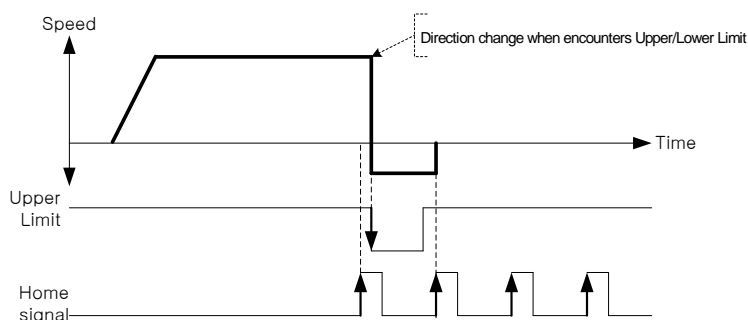 Speed
Direction change when encounters Upper/Lower Limit
Time
Upper
Limit
Home
signal